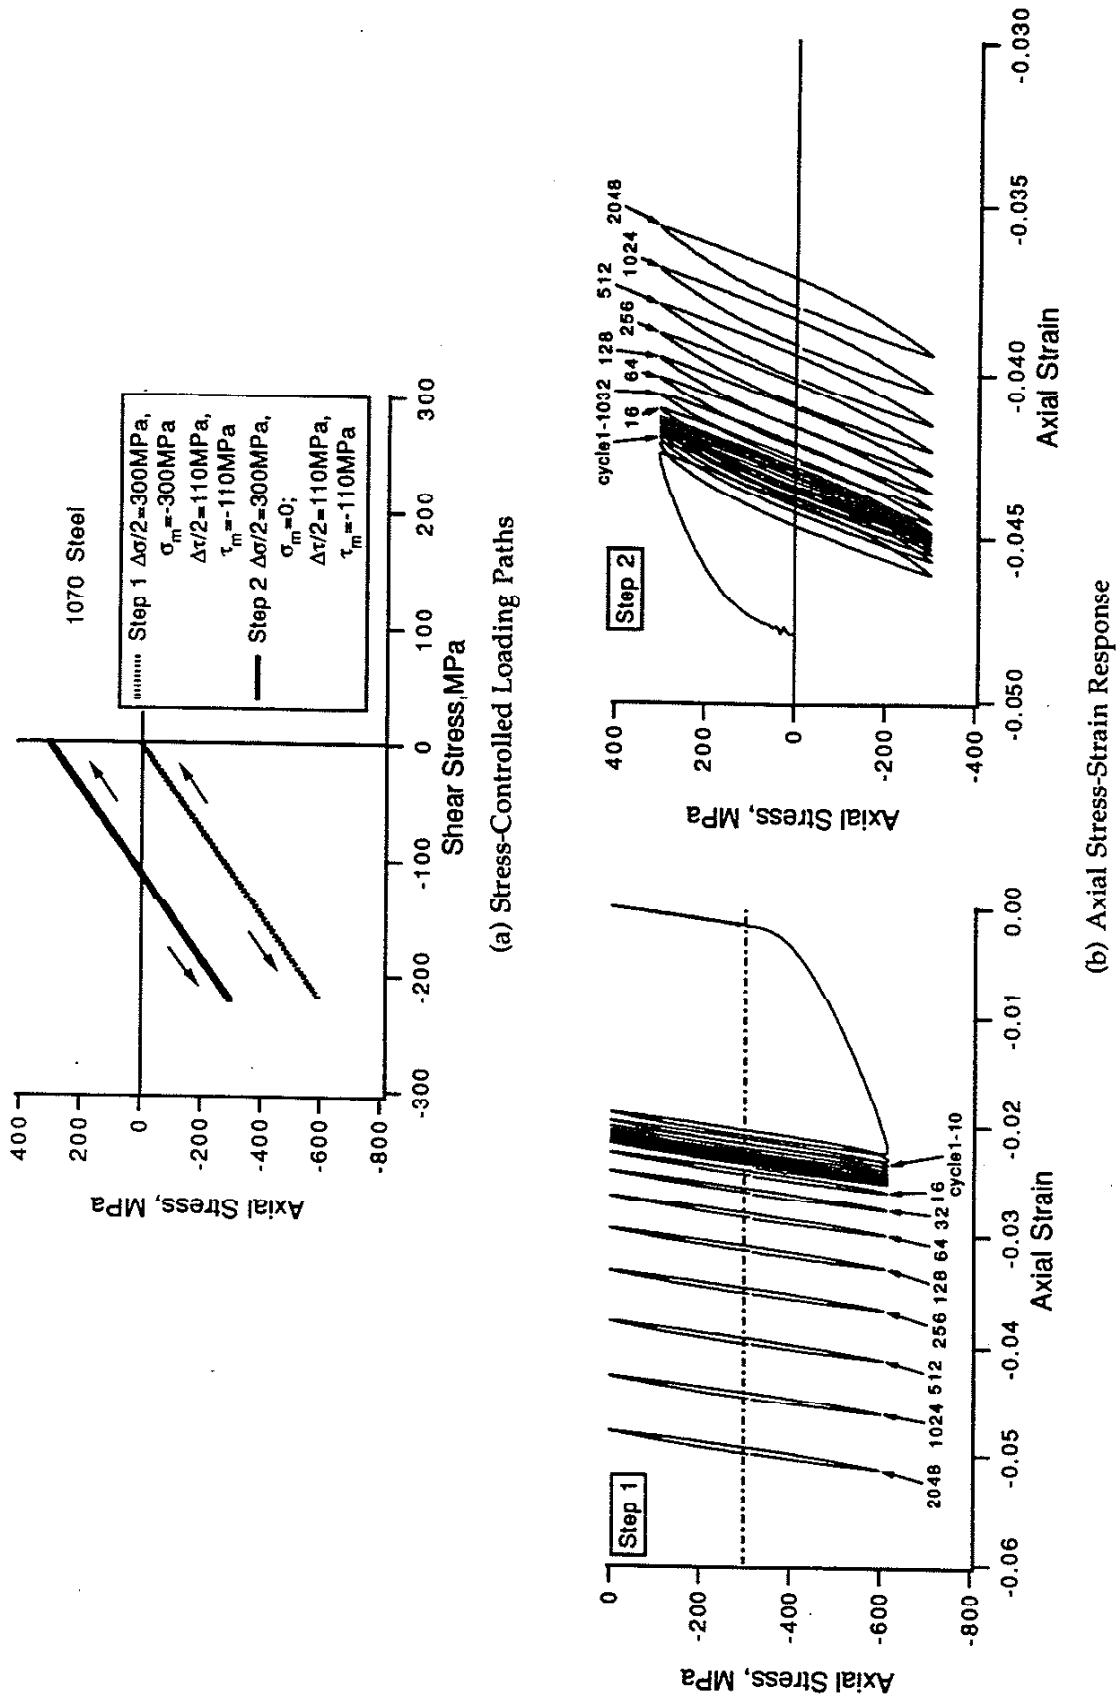 1070 Steel
Step 1 Δσ/2=300MPa,
σm=-300MPa
Δτ/2=110MPa,
τm=-110MPa
Step 2 Δσ/2=300MPa,
σm=0;
Δτ/2=110MPa,
τm=-110MPa
Axial Stress, MPa
400
200
0
-200
-400
-600
-800
-300
-200
-100
0
100
200
300
Shear Stress,MPa
(a) Stress-Controlled Loading Paths
Step 1
Axial Stress, MPa
0
-200
-400
-600
-800
2048
1024
512
256
128
64
32
16
cycle1-10
-0.06
-0.05
-0.04
-0.03
-0.02
-0.01
0.00
Axial Strain
Step 2
Axial Stress, MPa
400
200
0
-200
-400
cycle1-10
16
32
64
128
256
512
1024
2048
-0.050
-0.045
-0.040
-0.035
-0.030
Axial Strain
(b) Axial Stress-Strain Response